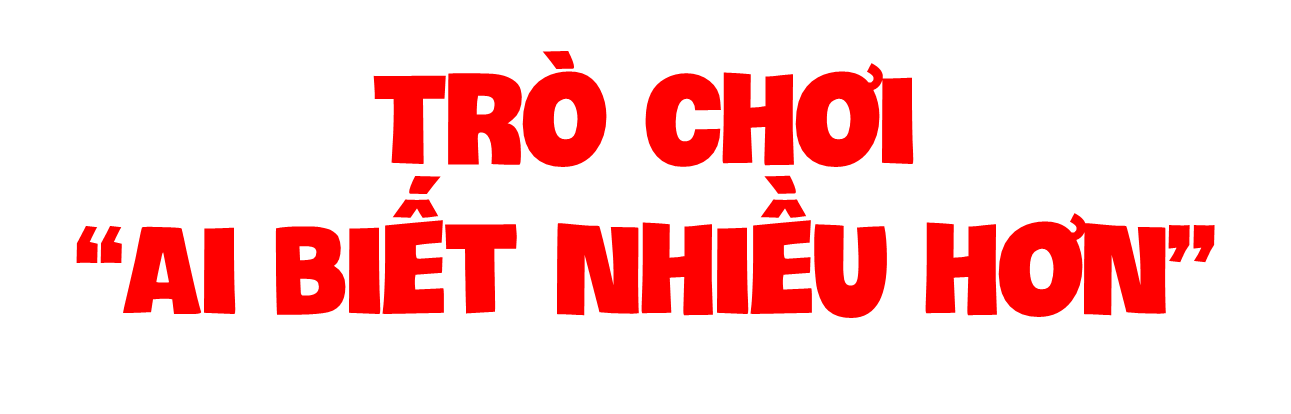 TRÒ CHƠI
“AI BIẾT NHIỀU HƠN”